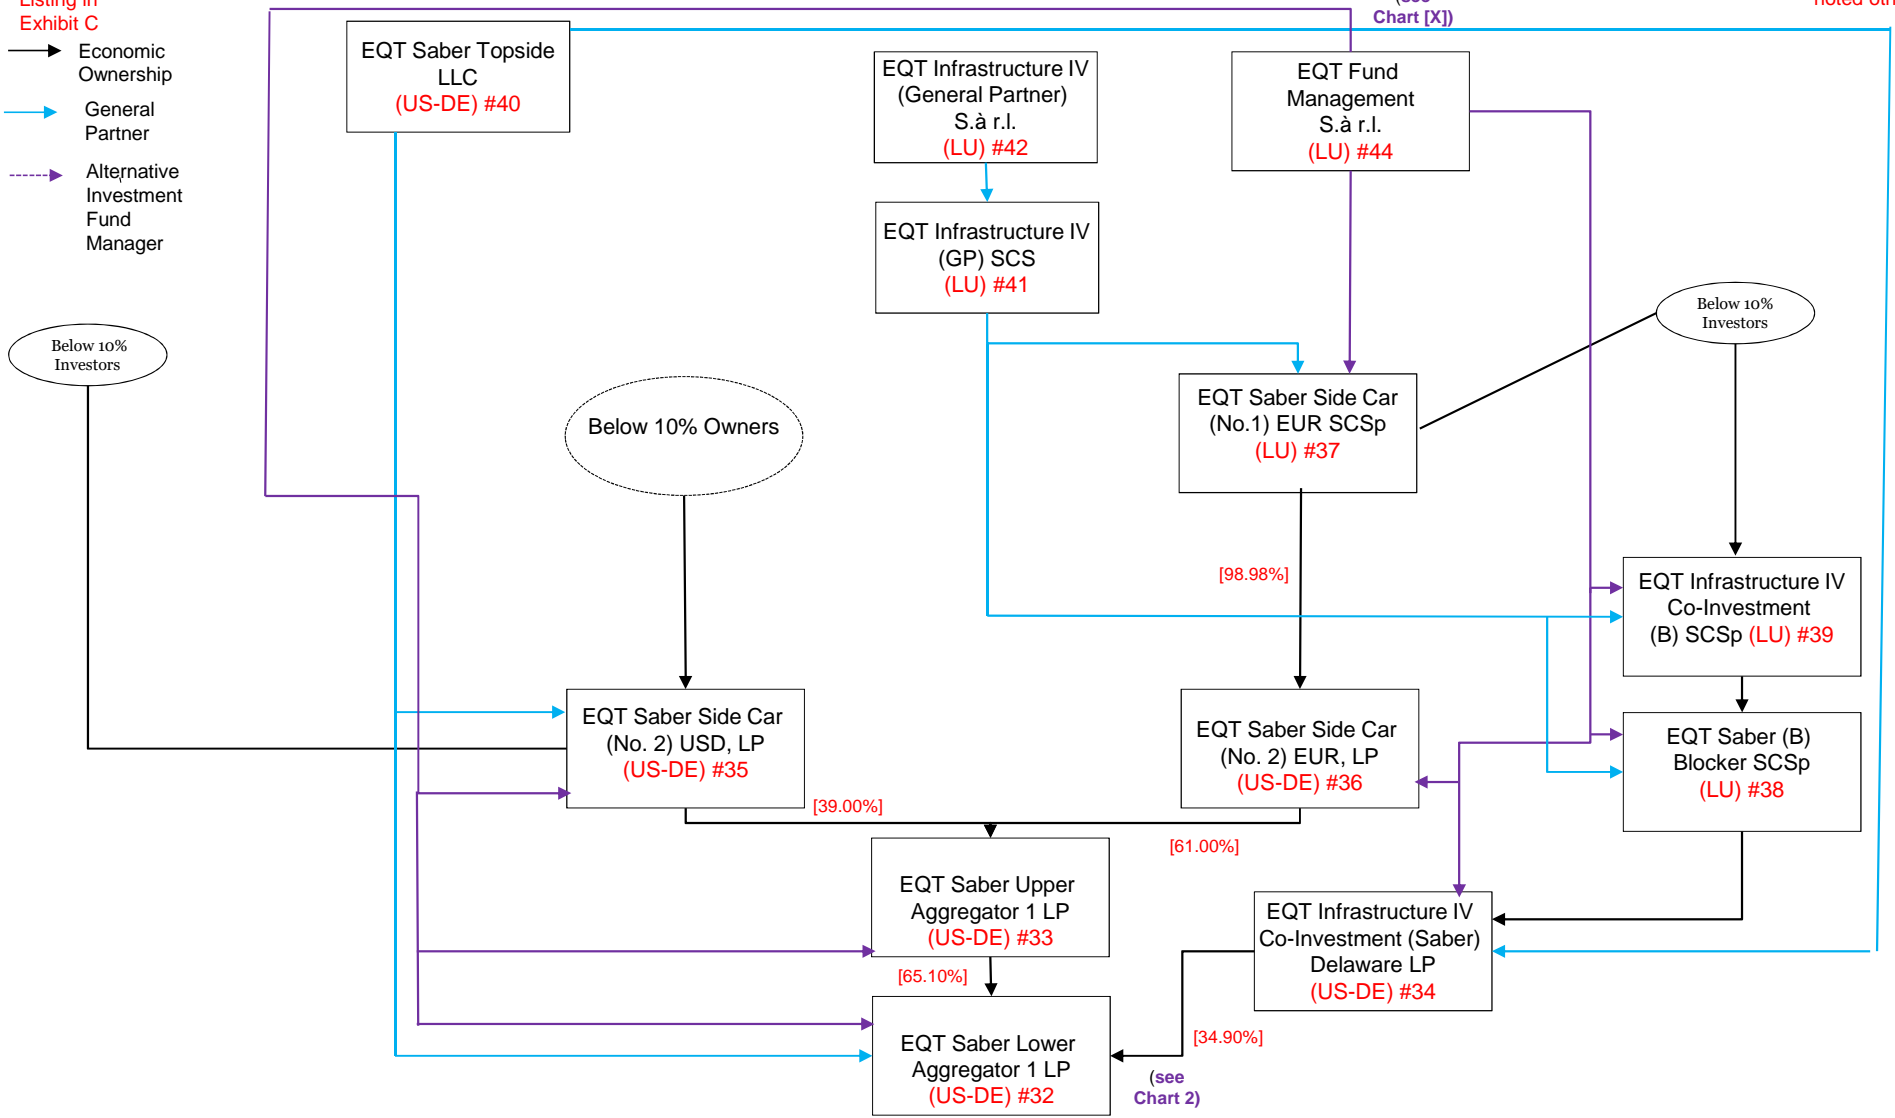 Listing in
Exhibit C
(see
Chart [X])
Economic
Ownership
General
Partner
Alternative
Investment
Fund
Manager
EQT Saber Topside
LLC
(US-DE) #40
EQT Infrastructure IV
(General Partner)
S.à r.l.
(LU) #42
EQT Fund
Management
S.à r.l.
(LU) #44
EQT Infrastructure IV
(GP) SCS
(LU) #41
Below 10%
Investors
Below 10%
Investors
Below 10% Owners
EQT Saber Side Car
(No.1) EUR SCSp
(LU) #37
[98.98%]
EQT Infrastructure IV
Co-Investment
(B) SCSp (LU) #39
EQT Saber Side Car
(No. 2) USD, LP
(US-DE) #35
EQT Saber Side Car
(No. 2) EUR, LP
(US-DE) #36
EQT Saber (B)
Blocker SCSp
(LU) #38
[39.00%]
[61.00%]
EQT Saber Upper
Aggregator 1 LP
(US-DE) #33
EQT Infrastructure IV
Co-Investment (Saber)
Delaware LP
(US-DE) #34
[65.10%]
[34.90%]
EQT Saber Lower
Aggregator 1 LP
(US-DE) #32
(see
Chart 2)